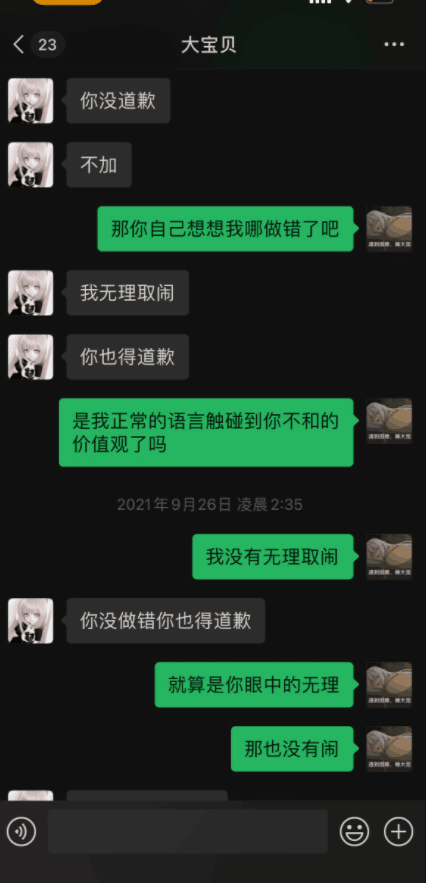 23
大宝贝
你没道歉
不加
那你自己想想我哪做错了吧
我无理取闹
你也得道歉
是我正常的语言触碰到你不和的
价值观了吗
2021年9月26日 凌晨 2:35
我没有无理取闹
你没做错你也得道歉
就算是你眼中的无理
那也没有闹